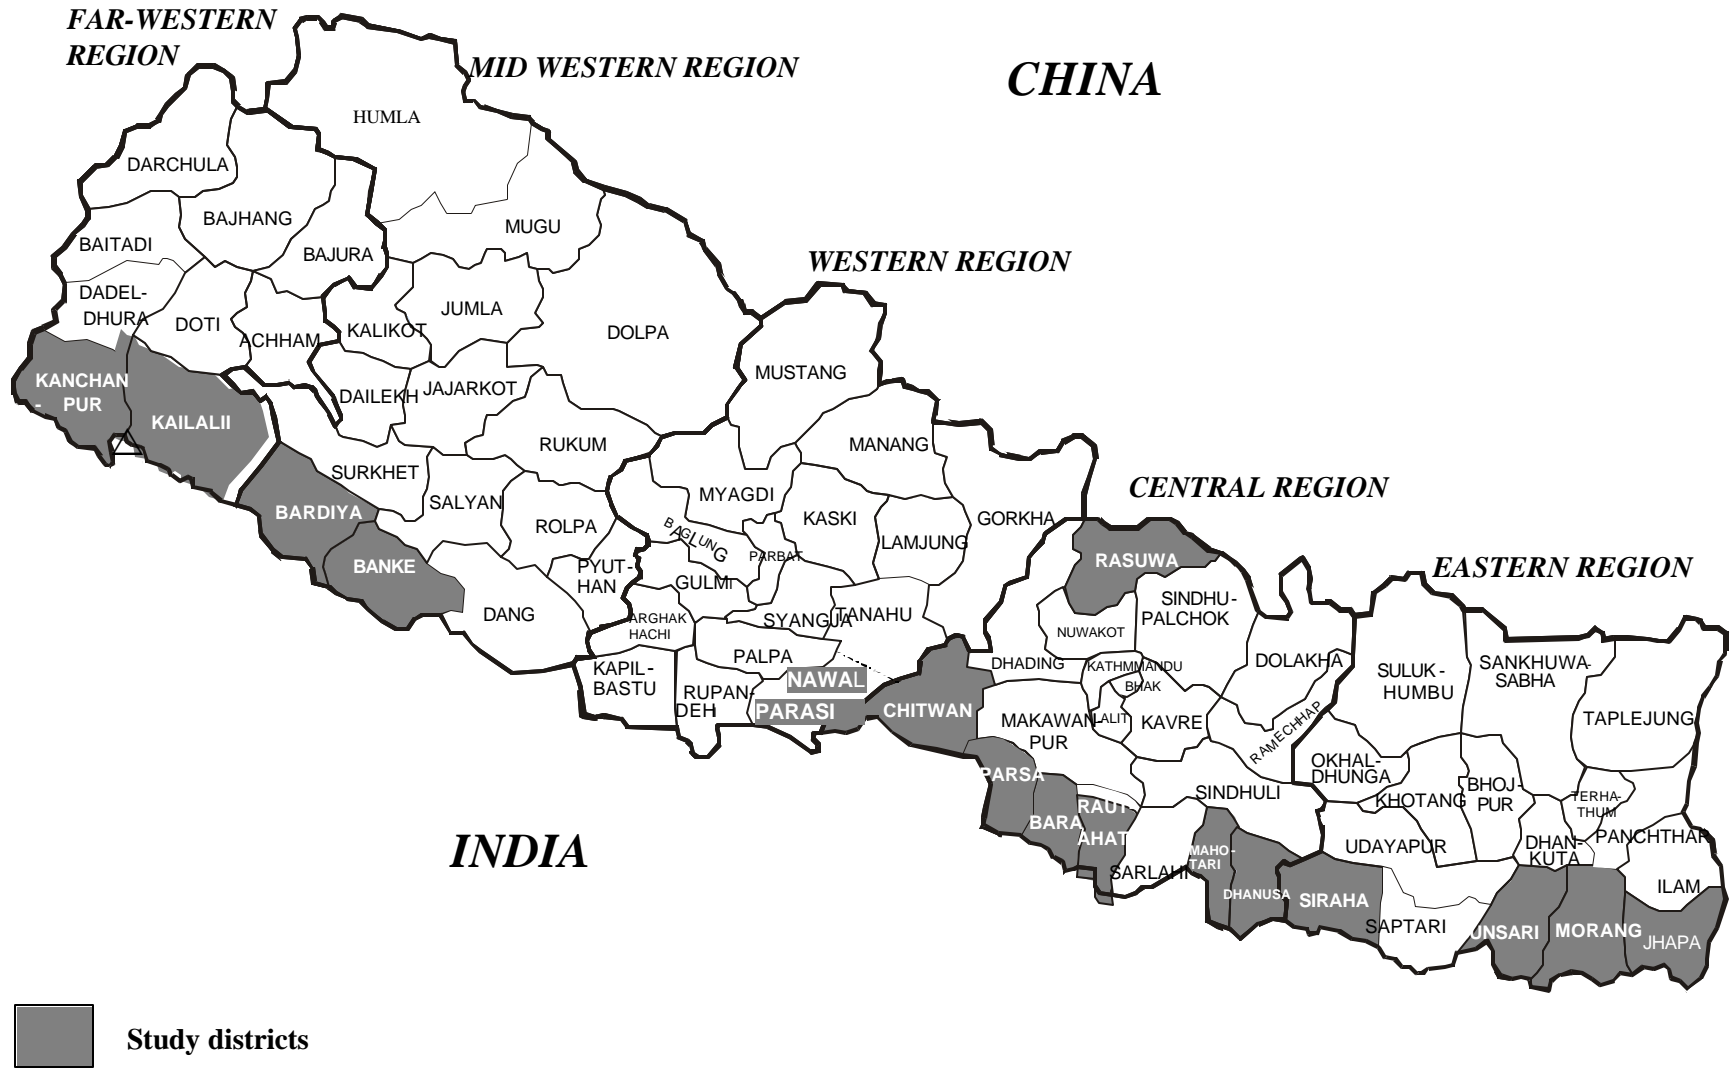 FAR-WESTERN
REGION
MID WESTERN REGION
CHINA
HUMLA
DARCHULA
BAJHANG
MUGU
BAITADI
BAJURA
WESTERN REGION
DADEL-
DHURA
DOTI
ACHHAM
KALIKOT
JUMLA
DOLPA
MUSTANG
KANCHAN
- PUR
KAILALII
DAILEKH
JAJARKOT
RUKUM
MANANG
SURKHET
SALYAN
MYAGDI
CENTRAL REGION
BARDIYA
ROLPA
BAGLUNG
KASKI
GORKHA
LAMJUNG
PARBAT
RASUWA
EASTERN REGION
BANKE
PYUT-
HAN
GULMI
DANG
ARGHAK
HACHI
SYANGJA
TANAHU
SINDHU-
PALCHOK
NUWAKOT
KAPIL-
BASTU
PALPA
DHADING
KATHMMANDU
BHAK
DOLAKHA
SULUK-
HUMBU
SANKHUWA-
SABHA
NAWAL
PARASI
RUPAN-
DEH
CHITWAN
MAKAWAN
PUR
LALIT
KAVRE
RAMECHHAP
TAPLEJUNG
OKHAL-
DHUNGA
PARSA
SINDHULI
KHOTANG
BHOJ-
PUR
TERHA-
THUM
BARA
RAUT-
AHAT
PANCHTHAR
UDAYAPUR
DHAN-
KUTA
INDIA
SARLAHI
MAHO-
TARI
DHANUSA
SIRAHA
SAPTARI
UNSARI
MORANG
ILAM
JHAPA
Study districts